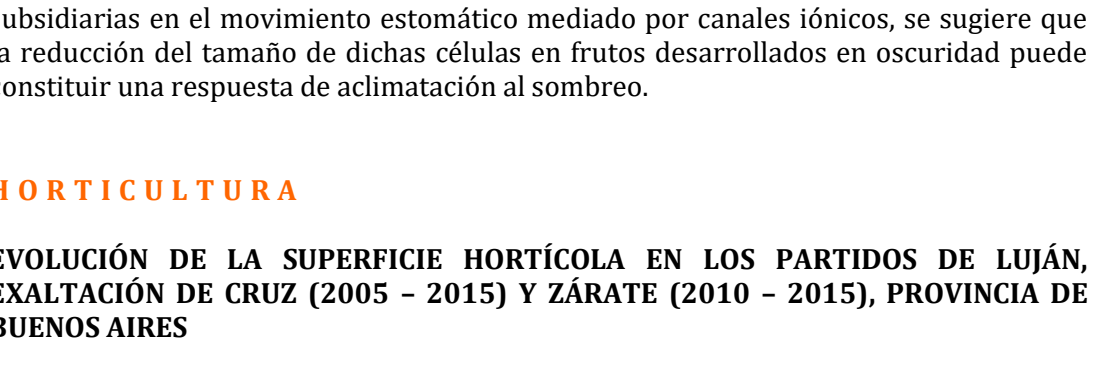 ubsidiarias en el movimiento estomático mediado por canales iónicos, se sugiere que
a reducción del tamaño de dichas células en frutos desarrollados en oscuridad puede
onstituir una respuesta de aclimatación al sombreo.
HORTICULTURA
EVOLUCIÓN DE LA SUPERFICIE HORTÍCOLA EN LOS PARTIDOS DE LUJÁN,
EXALTACIÓN DE CRUZ (2005 – 2015) Y ZÁRATE (2010 – 2015), PROVINCIA DE
BUENOS AIRES